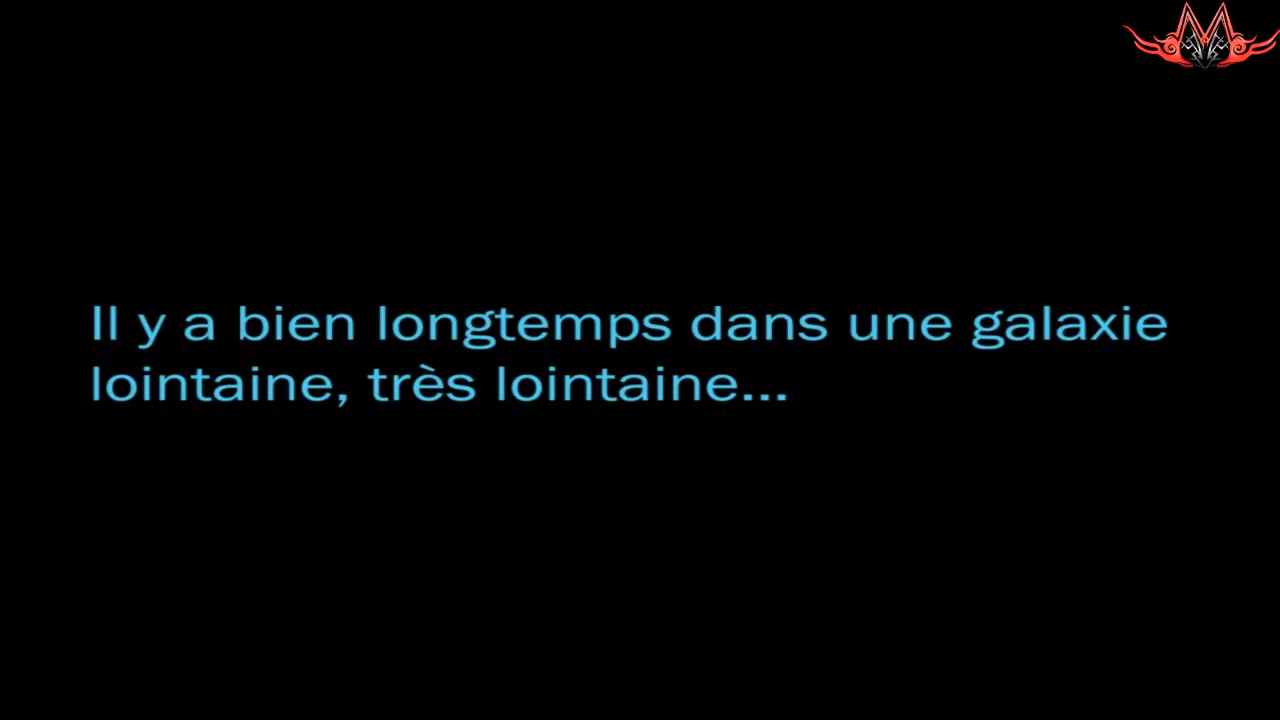 Il y a bien longtemps dans une galaxie
lointaine, très lointaine...